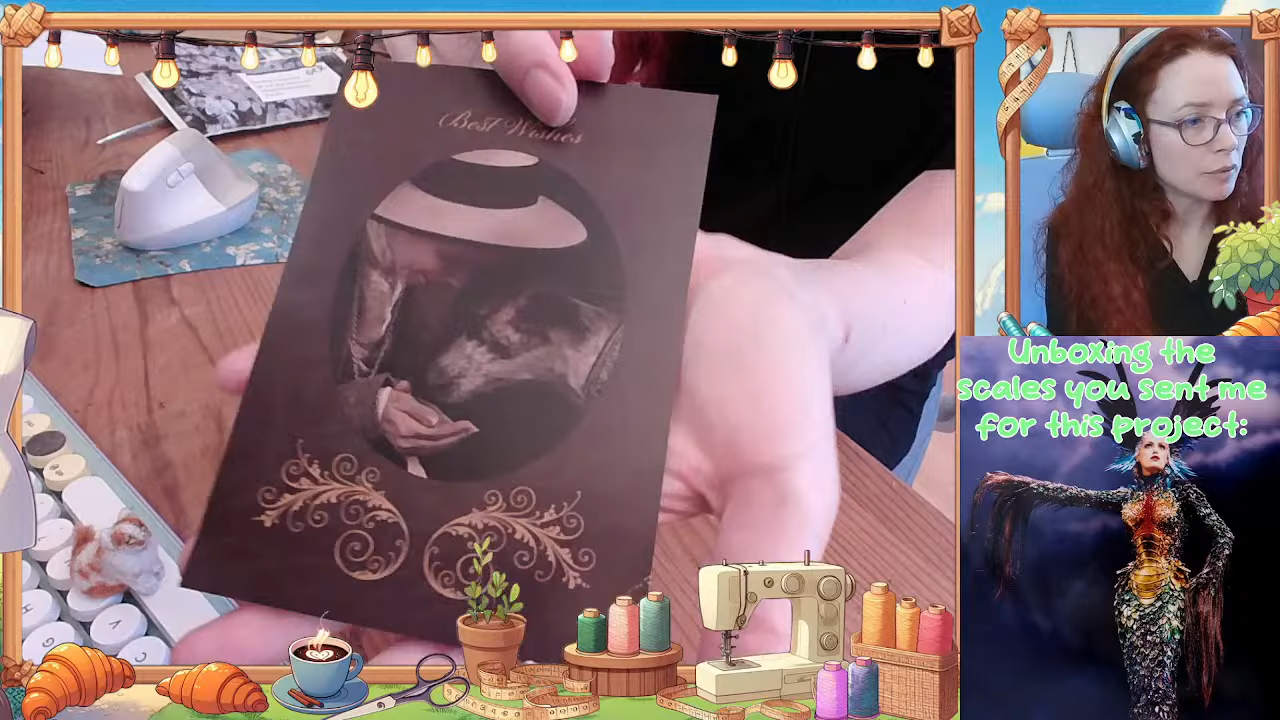 Best Wishes
Unboxing the
scales you sent me
for this project: